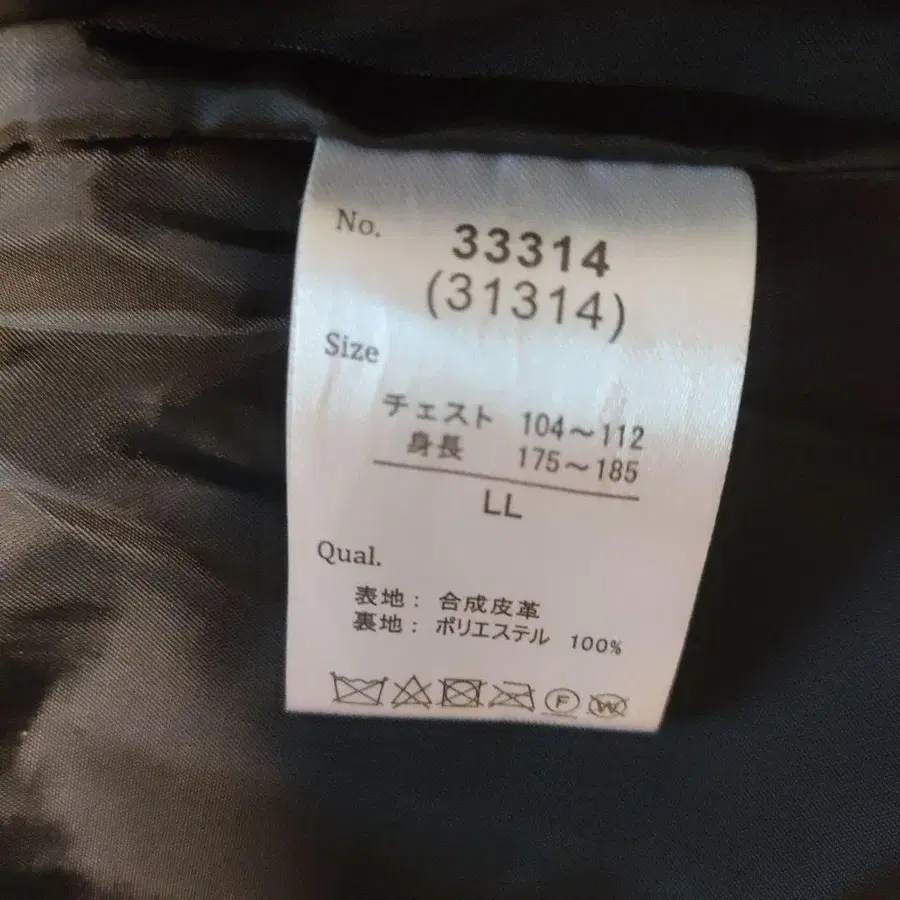 No. 33314
(31314)
Size
チェスト 104～112
身長 175～185
LL
Qual.
表地： 合成皮革
裏地： ポリエステル 100%
F W